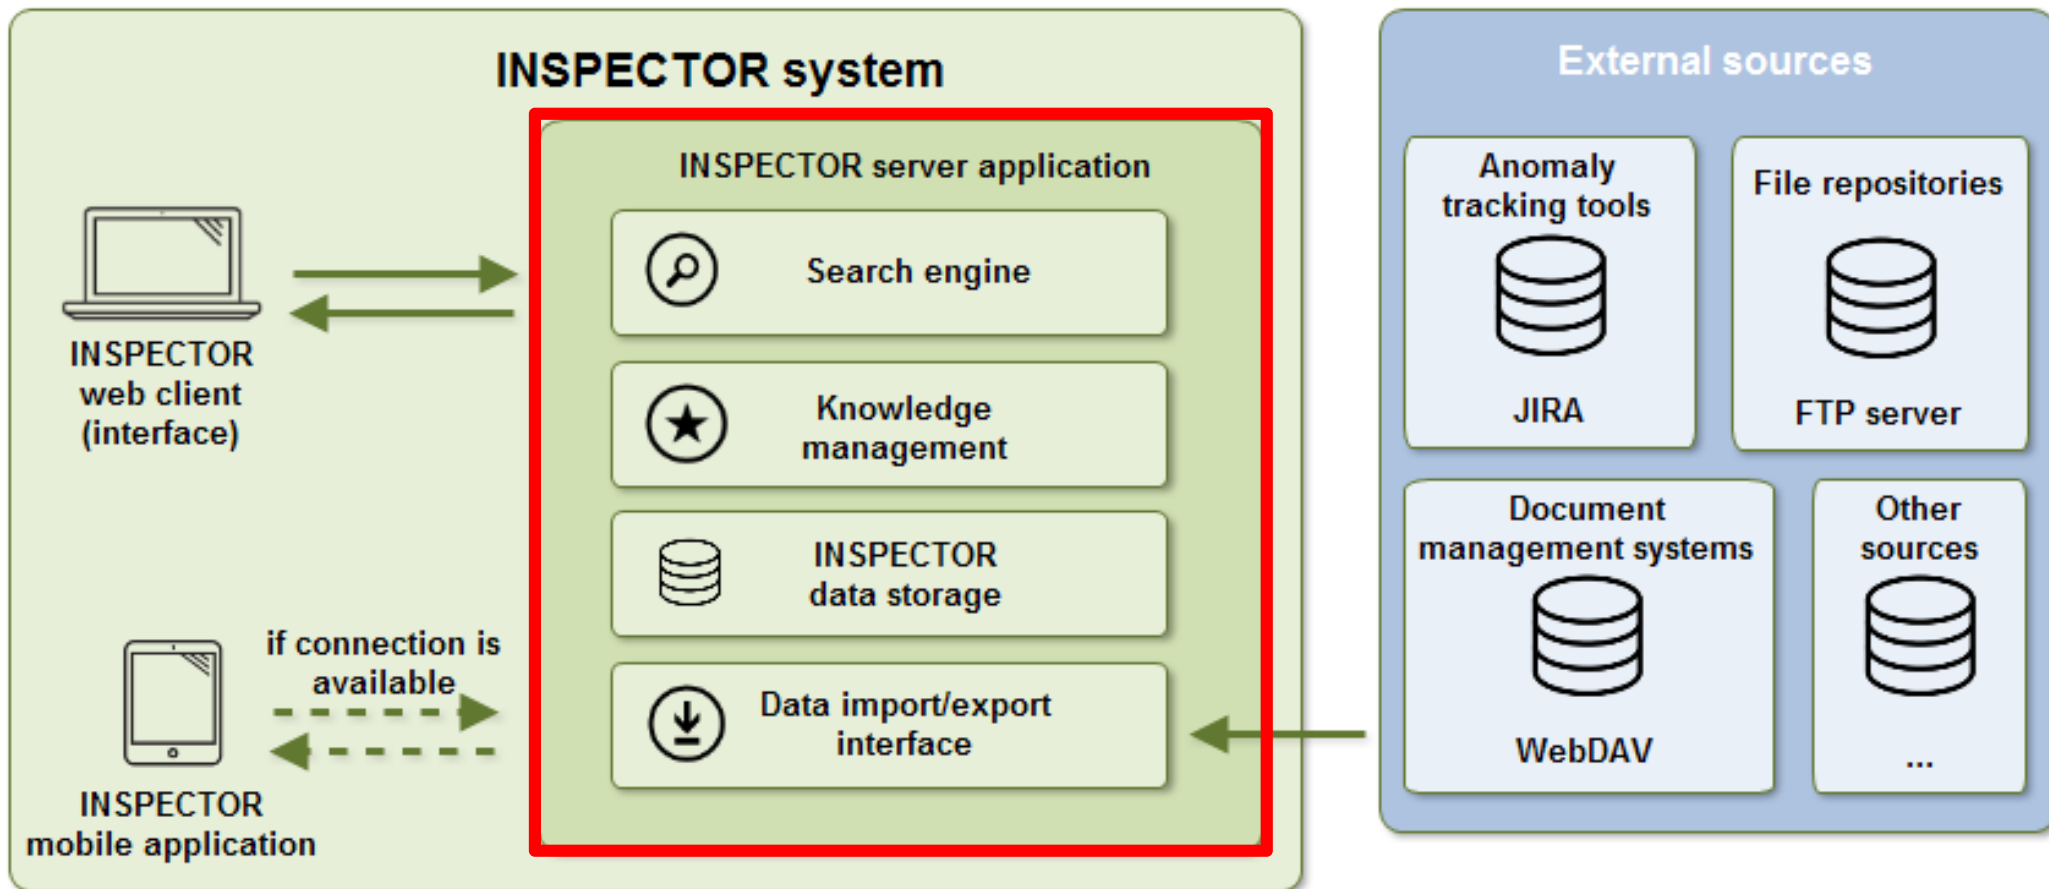 INSPECTOR system
INSPECTOR server application
Search engine
Knowledge
management
INSPECTOR
data storage
Data import/export
interface
INSPECTOR
web client
(interface)
if connection is
available
INSPECTOR
mobile application
External sources
Anomaly
tracking tools
JIRA
File repositories
FTP server
Document
management systems
WebDAV
Other
sources
...